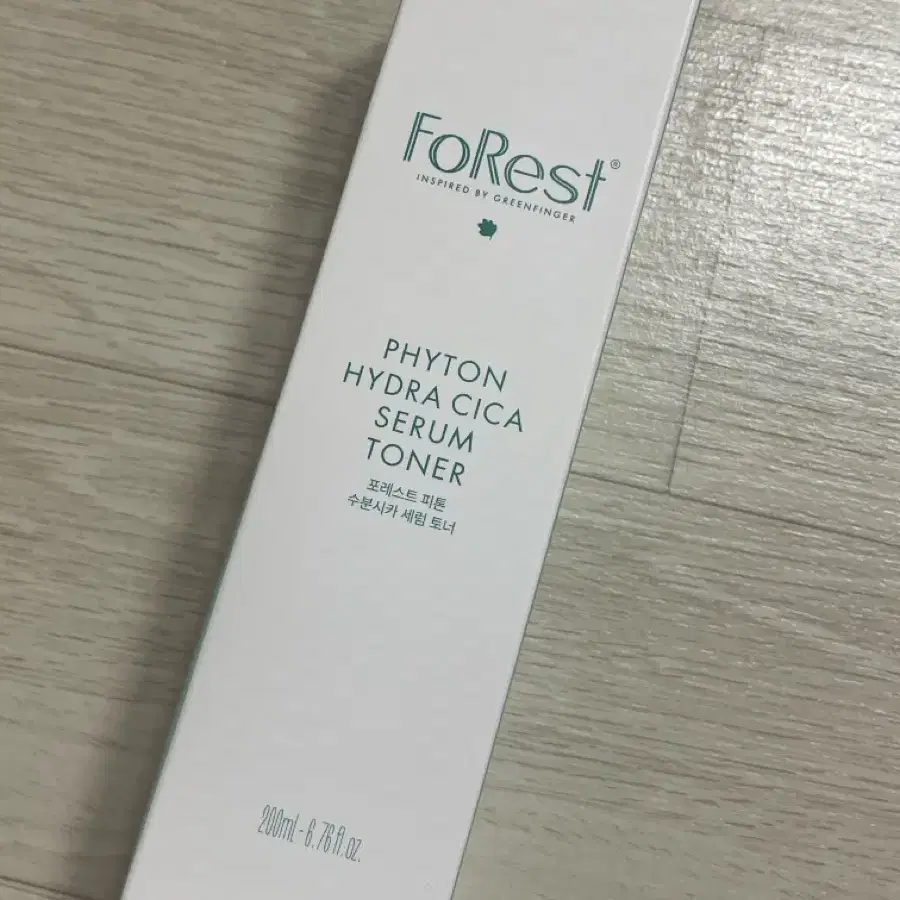 FoRest®
INSPIRED BY GREENFINGER
PHYTON
HYDRA CICA
SERUM
TONER
포레스트 피톤
수분시카 세럼 토너
200ml - 6.76 fl.oz.